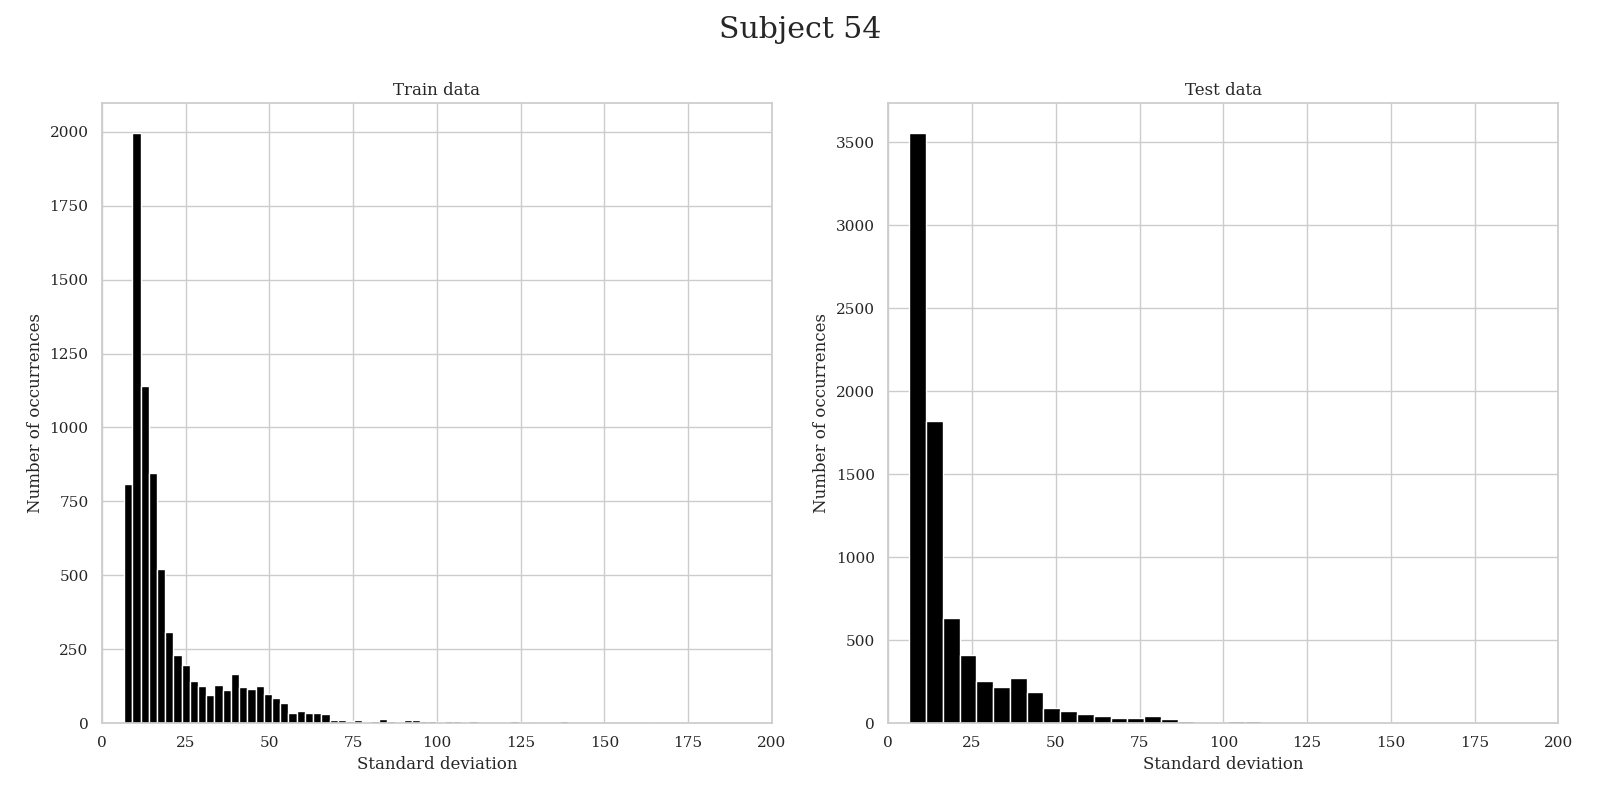 Subject 54
Train data
2000
1750
1500
1250
1000
750
500
250
0
Number of occurrences
0 25 50 75 100 125 150 175 200
Standard deviation
Test data
3500
3000
2500
2000
1500
1000
500
0
Number of occurrences
0 25 50 75 100 125 150 175 200
Standard deviation